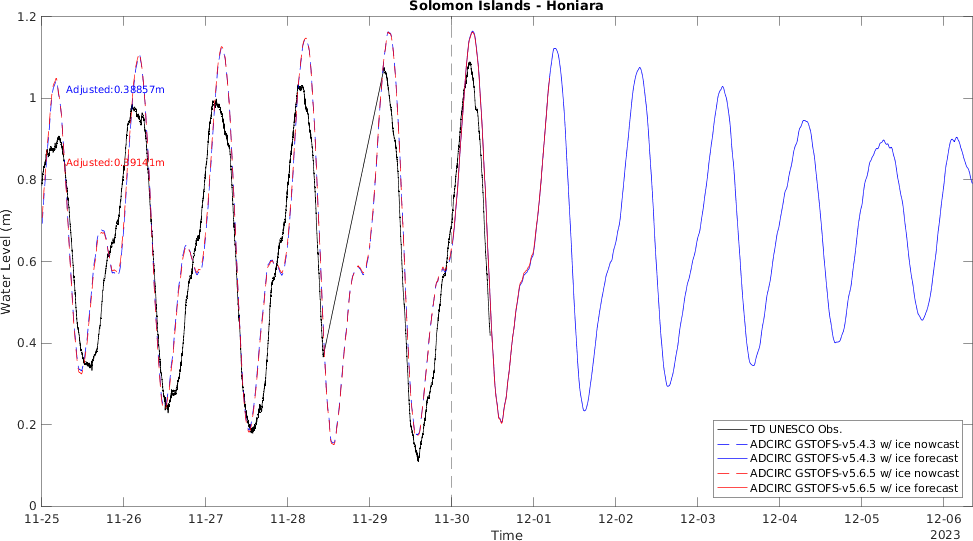 Solomon Islands - Honiara
1.2
1
0.8
0.6
0.4
0.2
0
Water Level (m)
Adjusted:0.38857m
Adjusted:0.39141m
TD UNESCO Obs.
ADCIRC GSTOFS-v5.4.3 w/ ice nowcast
ADCIRC GSTOFS-v5.4.3 w/ ice forecast
ADCIRC GSTOFS-v5.6.5 w/ ice nowcast
ADCIRC GSTOFS-v5.6.5 w/ ice forecast
11-25 11-26 11-27 11-28 11-29 11-30 12-01 12-02 12-03 12-04 12-05 12-06
Time
2023